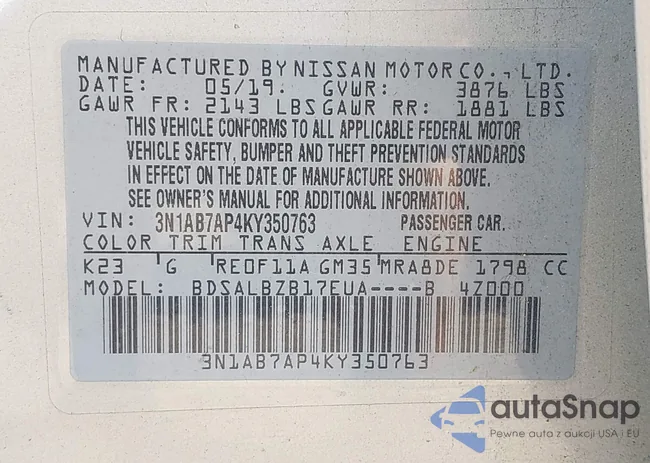 MANUFACTURED BY NISSAN MOTOR CO., LTD.
DATE: 05/19. GVWR: 3876 LBS
GAWR FR: 2143 LBS GAWR RR: 1881 LBS
THIS VEHICLE CONFORMS TO ALL APPLICABLE FEDERAL MOTOR
VEHICLE SAFETY, BUMPER AND THEFT PREVENTION STANDARDS
IN EFFECT ON THE DATE OF MANUFACTURE SHOWN ABOVE.
SEE OWNER'S MANUAL FOR ADDITIONAL INFORMATION.
VIN: 3N1AB7AP4KY350763 PASSENGER CAR.
COLOR TRIM TRANS AXLE ENGINE
K23 G RE0F11A GM35 MRA8DE 1798 CC
MODEL: BDSALBZB17EUA----B 4Z000
3N1AB7AP4KY350763
autoSnap
Pewne auto z aukcji USA i EU